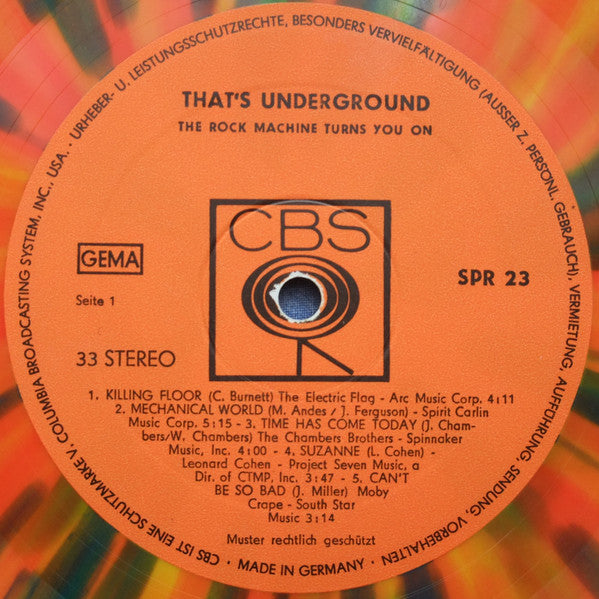 URHEBER- U. LEISTUNGSSCHUTZRECHTE, BESONDERS VERVIELFÄLTIGUNG (AUSSER Z. PERSÖNL. GEBRAUCH), VERMIETUNG, AUFFÜHRUNG, SENDUNG, VORBEHALTEN
THAT'S UNDERGROUND
THE ROCK MACHINE TURNS YOU ON
CBS
GEMA
SPR 23
Seite 1
33 STEREO
1. KILLING FLOOR (C. Burnett) The Electric Flag - Arc Music Corp. 4:11
2. MECHANICAL WORLD (M. Andes / J. Ferguson) - Spirit Carlin
Music Corp. 5:15 - 3. TIME HAS COME TODAY (J. Cham-
bers/W. Chambers) The Chambers Brothers - Spinnaker
Music, Inc. 4:00 - 4. SUZANNE (L. Cohen) -
Leonard Cohen - Project Seven Music, a
Dir. of CTMP, Inc. 3:47 - 5. CAN'T
BE SO BAD (J. Miller) Moby
Crape - South Star
Music 3:14
Muster rechtlich geschützt
CBS IST EINE SCHUTZMARKE V. COLUMBIA BROADCASTING SYSTEM, INC., USA. ·
· MADE IN GERMANY ·